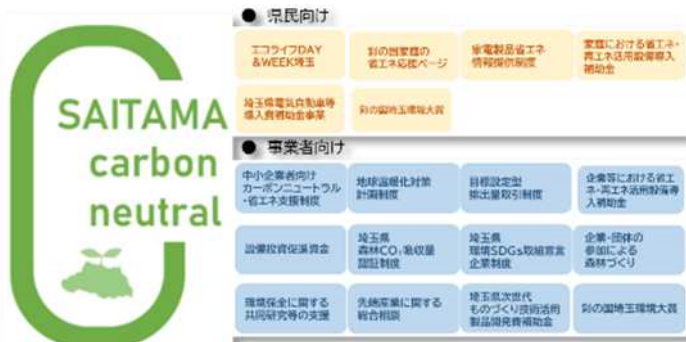 SAITAMA
carbon
neutral
● 県民向け
エコライフDAY
&WEEK埼玉
彩の国家庭の
省エネ応援ページ
家電製品省エネ
情報提供制度
家庭における省エネ・
再エネ活用設備導入
補助金
埼玉県電気自動車等
導入費補助金事業
彩の国埼玉環境大賞
● 事業者向け
中小企業者向け
カーボンニュートラル
・省エネ支援制度
地球温暖化対策
計画制度
目標設定型
排出量取引制度
企業等における省エ
ネ・再エネ活用設備導
入補助金
設備投資促進資金
埼玉県
森林CO₂吸収量
認証制度
埼玉県
環境SDGs取組宣言
企業制度
企業・団体の
参加による
森林づくり
環境保全に関する
共同研究等の支援
先端産業に関する
総合相談
埼玉県次世代
ものづくり技術活用
製品開発費補助金
彩の国埼玉環境大賞